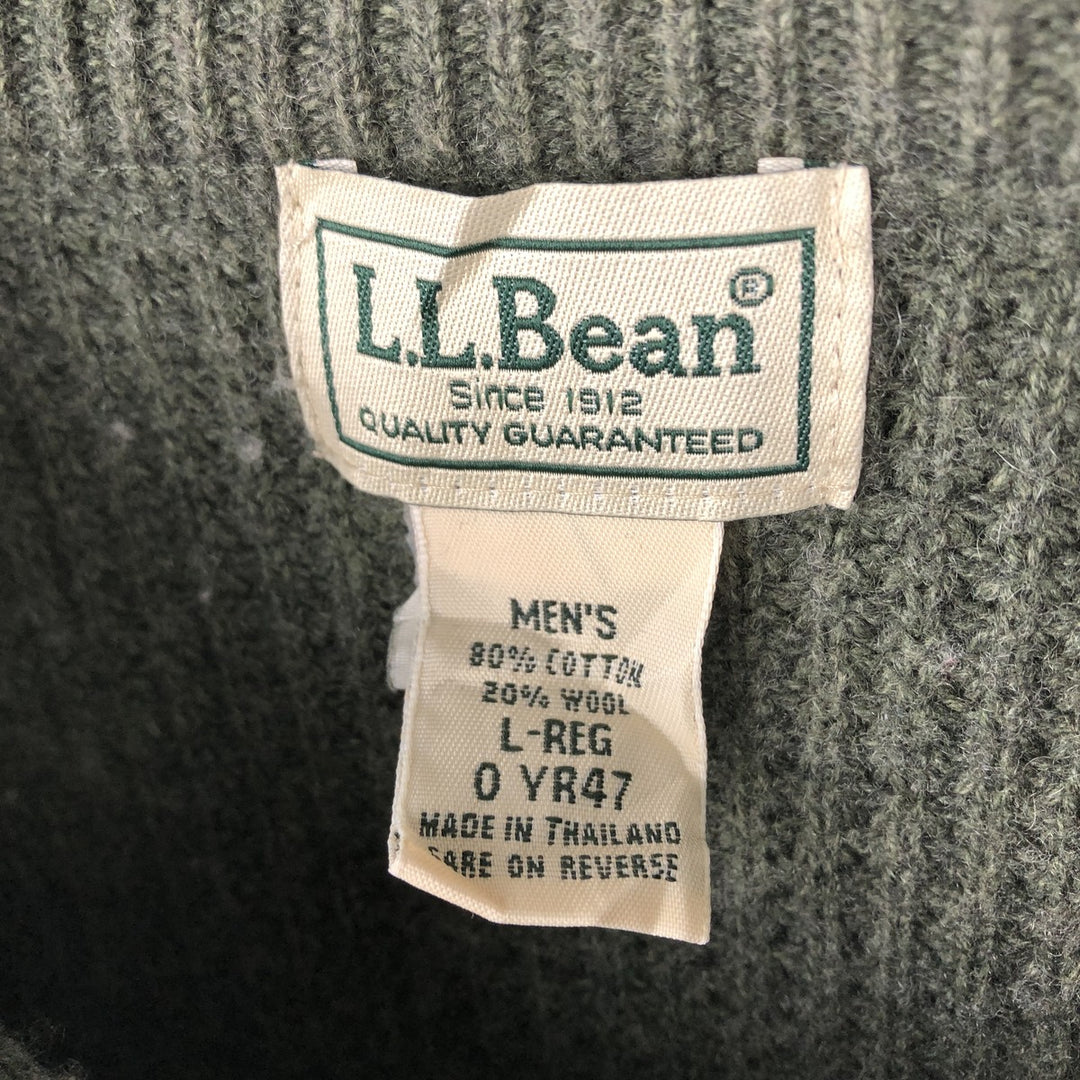 L.L.Bean®
Since 1912
QUALITY GUARANTEED
MEN'S
80% COTTON
20% WOOL
L-REG
0 YR47
MADE IN THAILAND
CARE ON REVERSE